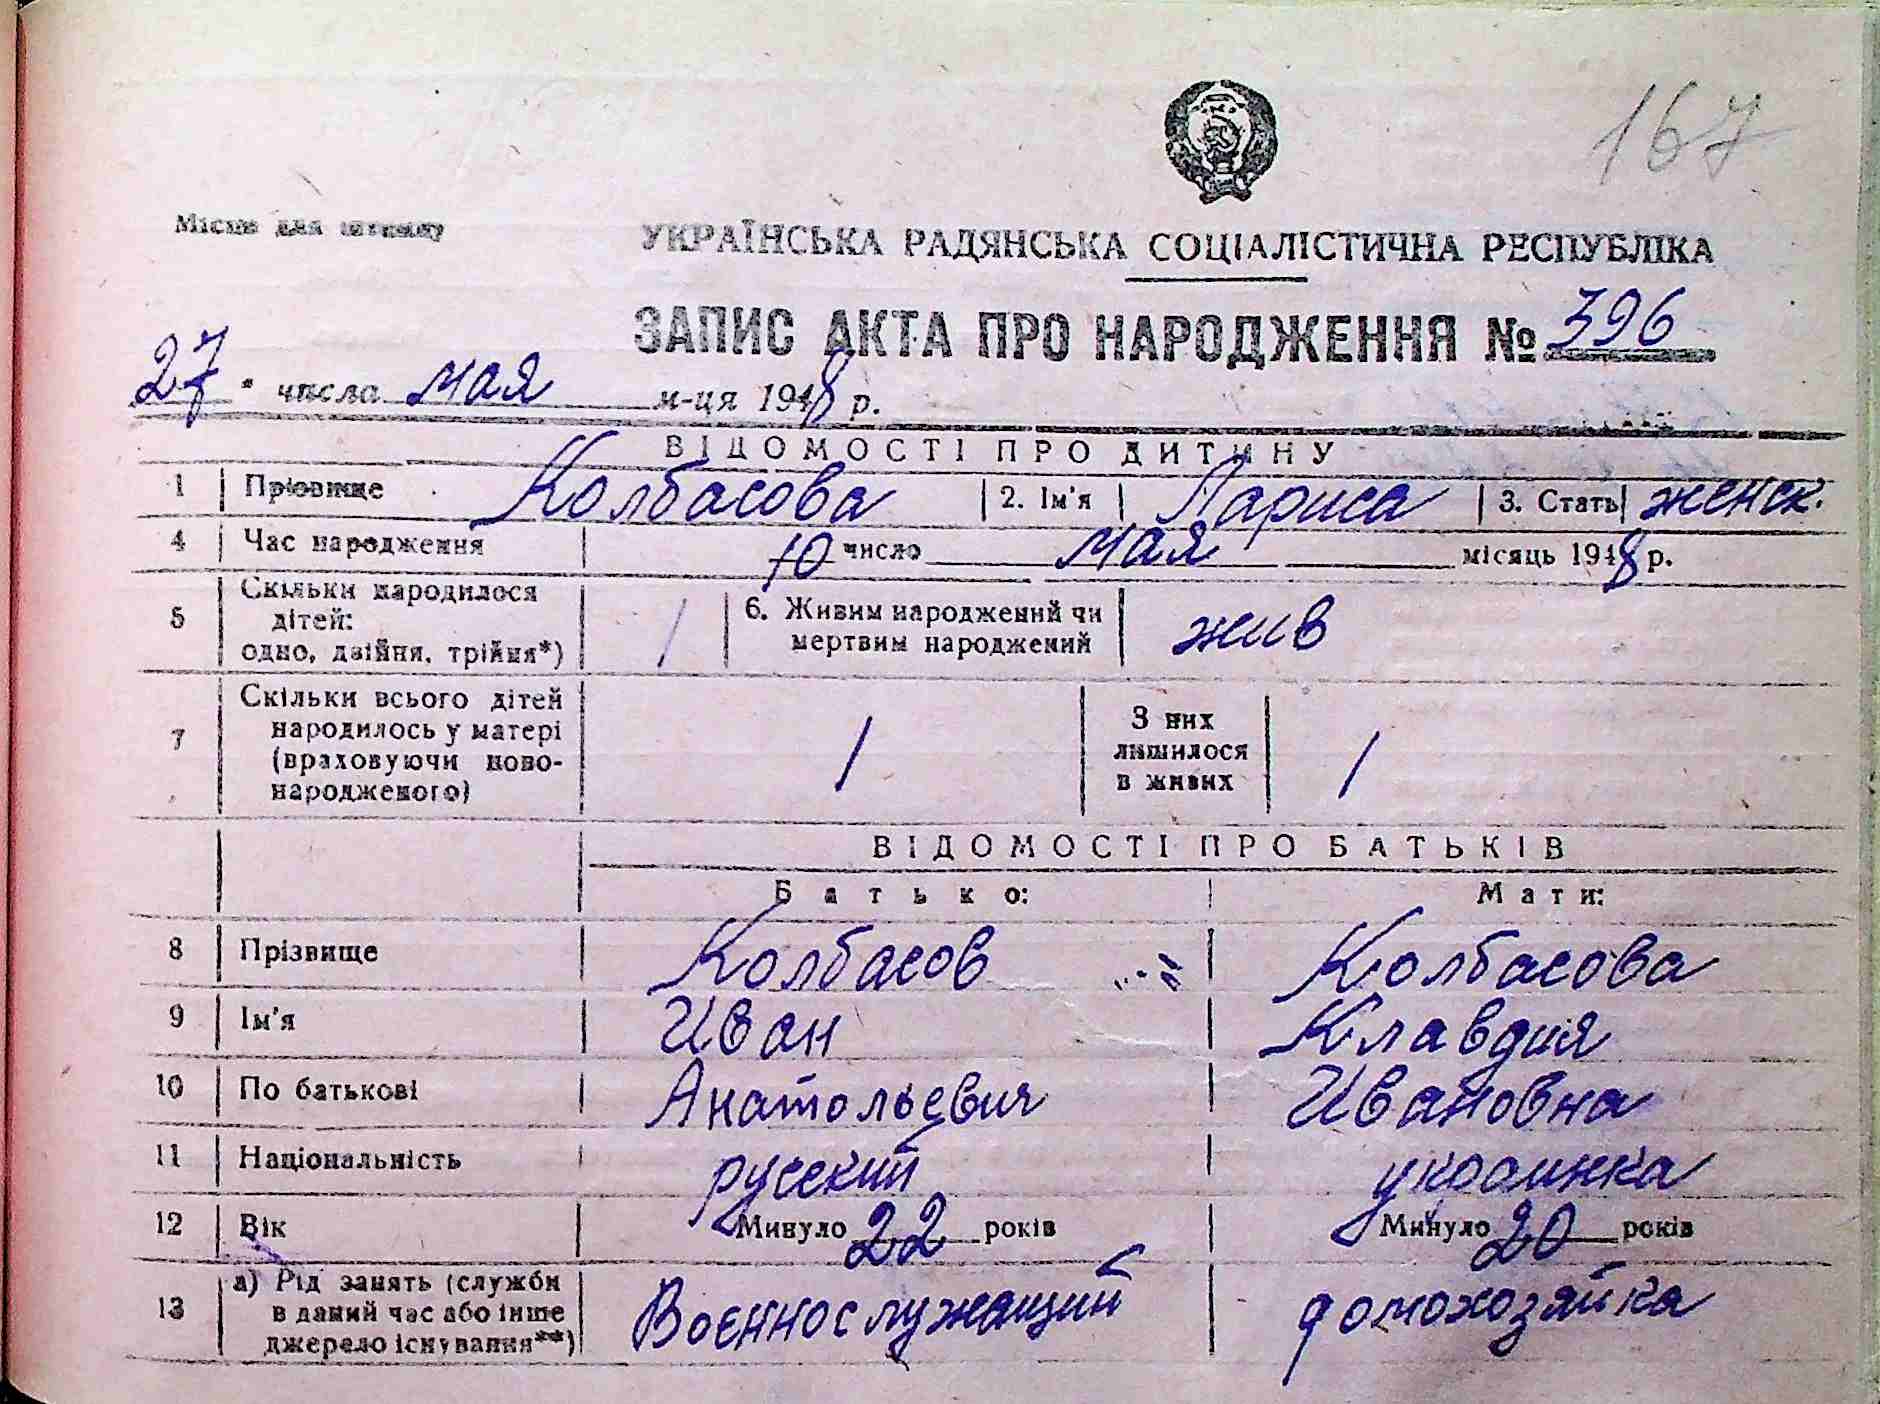 167
Місце для штампу
УКРАЇНСЬКА РАДЯНСЬКА СОЦІАЛІСТИЧНА РЕСПУБЛІКА
ЗАПИС АКТА ПРО НАРОДЖЕННЯ № 396
27 числа мая м-ця 1948 р.
ВІДОМОСТІ ПРО ДИТИНУ
1 Прізвище Колбасова 2. Ім'я Лариса 3. Стать женск.
4 Час народження 10 число мая місяць 1948 р.
5 Скільки народилося дітей: одно, двійня, трійня*) 1 6. Живим народжений чи мертвим народжений жив
7 Скільки всього дітей народилось у матері (враховуючи ново-народженого) 1 З них лишилося в живих 1
ВІДОМОСТІ ПРО БАТЬКІВ
Батько: Мати:
8 Прізвище Колбасов Колбасова
9 Ім'я Иван Клавдия
10 По батькові Анатольевич Ивановна
11 Національність русский украинка
12 Вік Минуло 22 років Минуло 20 років
13 а) Рід занять (служби в даний час або інше джерело існування**) Военнослужащий домохозяйка